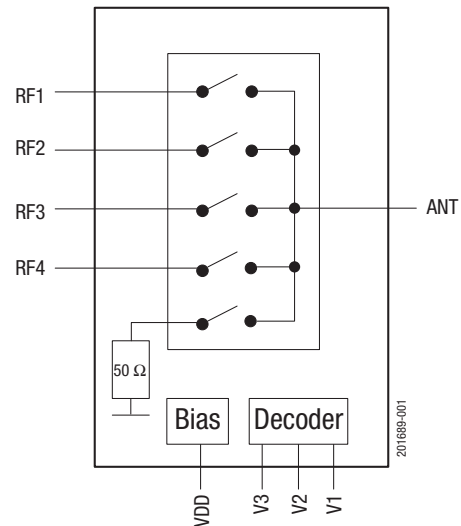 RF1
RF2
RF3
RF4
ANT
50 Ω
Bias
Decoder
VDD
V3
V2
V1
201689-001